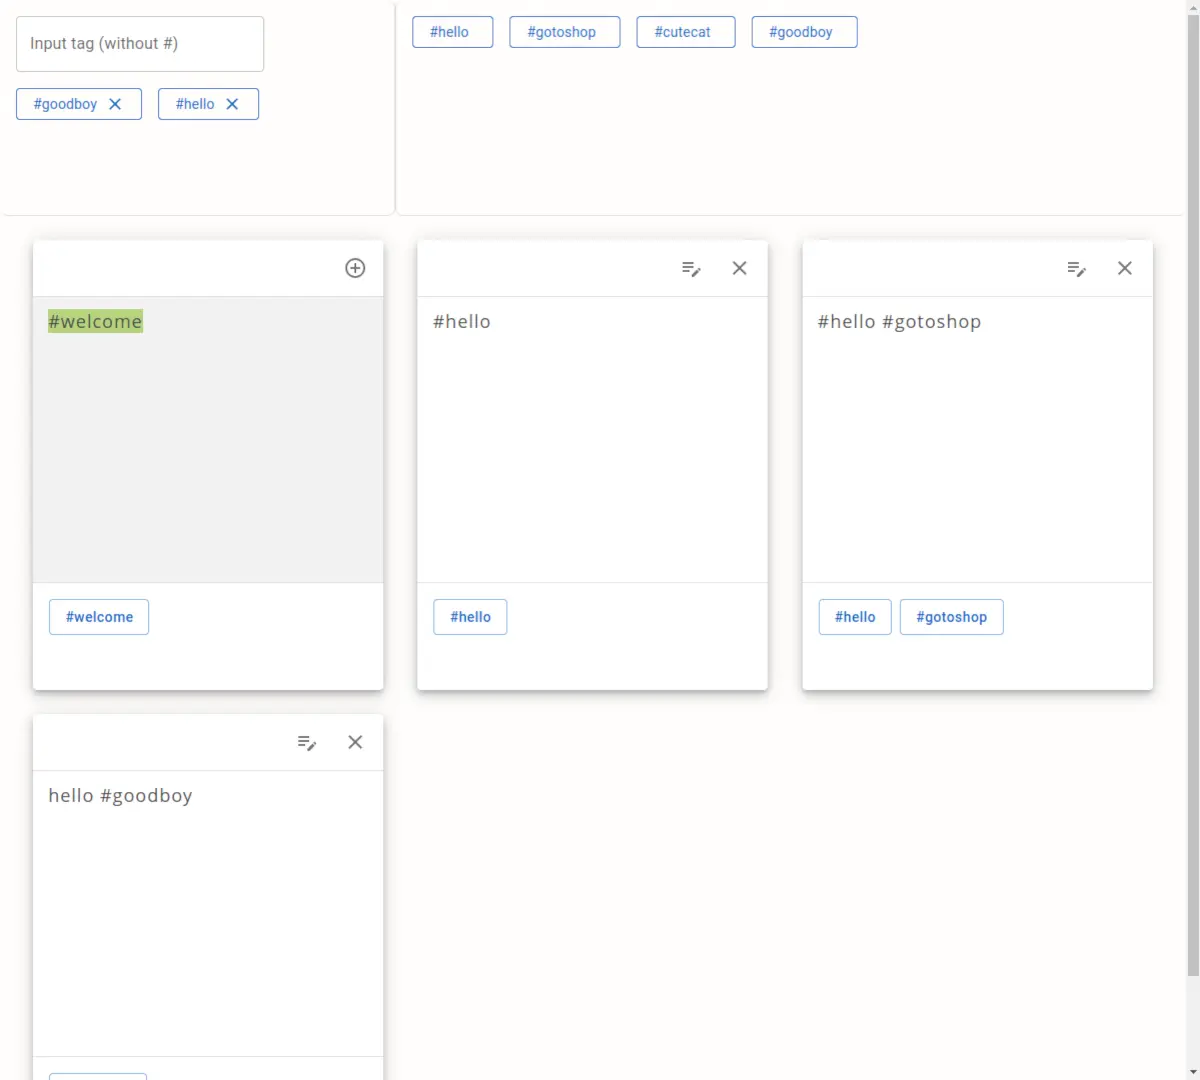 Input tag (without #)
#goodboy #hello
#hello #gotoshop #cutecat #goodboy
#welcome
#welcome
#hello
#hello
#hello #gotoshop
#hello #gotoshop
hello #goodboy